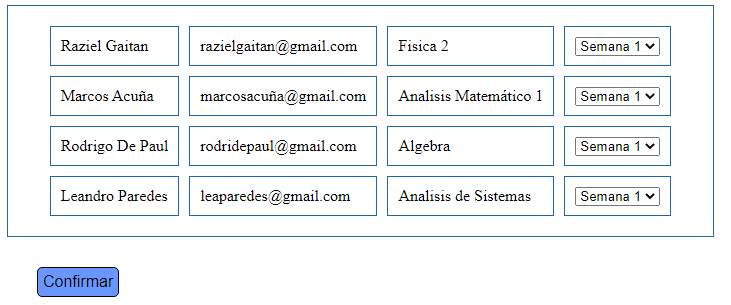 Raziel Gaitan razielgaitan@gmail.com Fisica 2 Semana 1
Marcos Acuña marcosacuña@gmail.com Analisis Matemático 1 Semana 1
Rodrigo De Paul rodridepaul@gmail.com Algebra Semana 1
Leandro Paredes leaparedes@gmail.com Analisis de Sistemas Semana 1
Confirmar